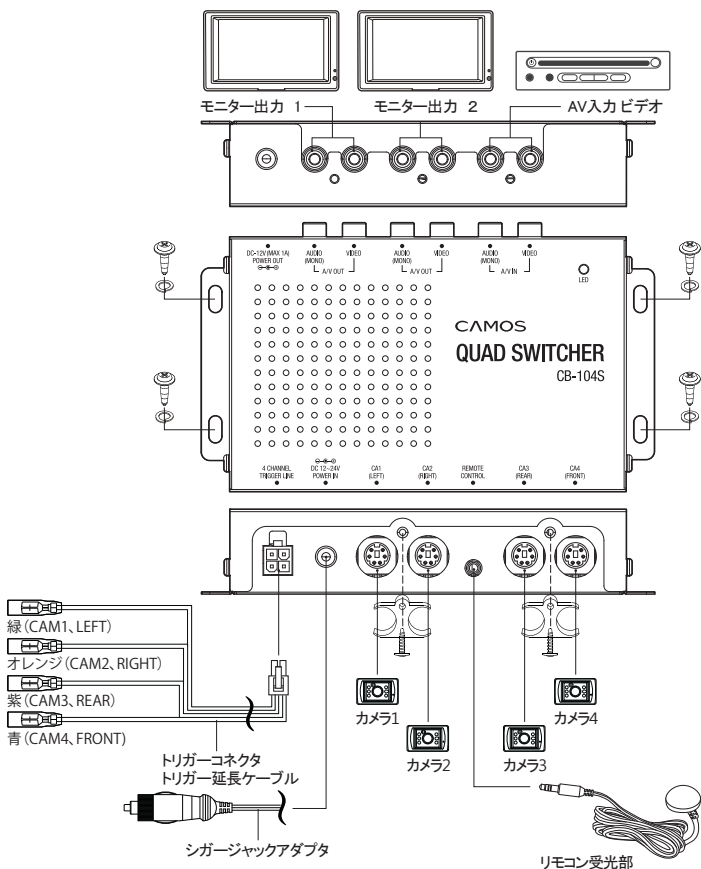 モニター出力 1
モニター出力 2
AV入力 ビデオ
DC-12V (MAX 1A)
POWER OUT
AUDIO
(MONO)
VIDEO
A/V OUT
AUDIO
(MONO)
VIDEO
A/V OUT
AUDIO
(MONO)
VIDEO
A/V IN
LED
CAMOS
QUAD SWITCHER
CB-104S
4 CHANNEL
TRIGGER LINE
DC 12~24V
POWER IN
CA1
(LEFT)
CA2
(RIGHT)
REMOTE
CONTROL
CA3
(REAR)
CA4
(FRONT)
緑(CAM1、LEFT)
オレンジ(CAM2、RIGHT)
紫(CAM3、REAR)
青(CAM4、FRONT)
トリガーコネクタ
トリガー延長ケーブル
シガージャックアダプタ
カメラ1
カメラ2
カメラ3
カメラ4
リモコン受光部